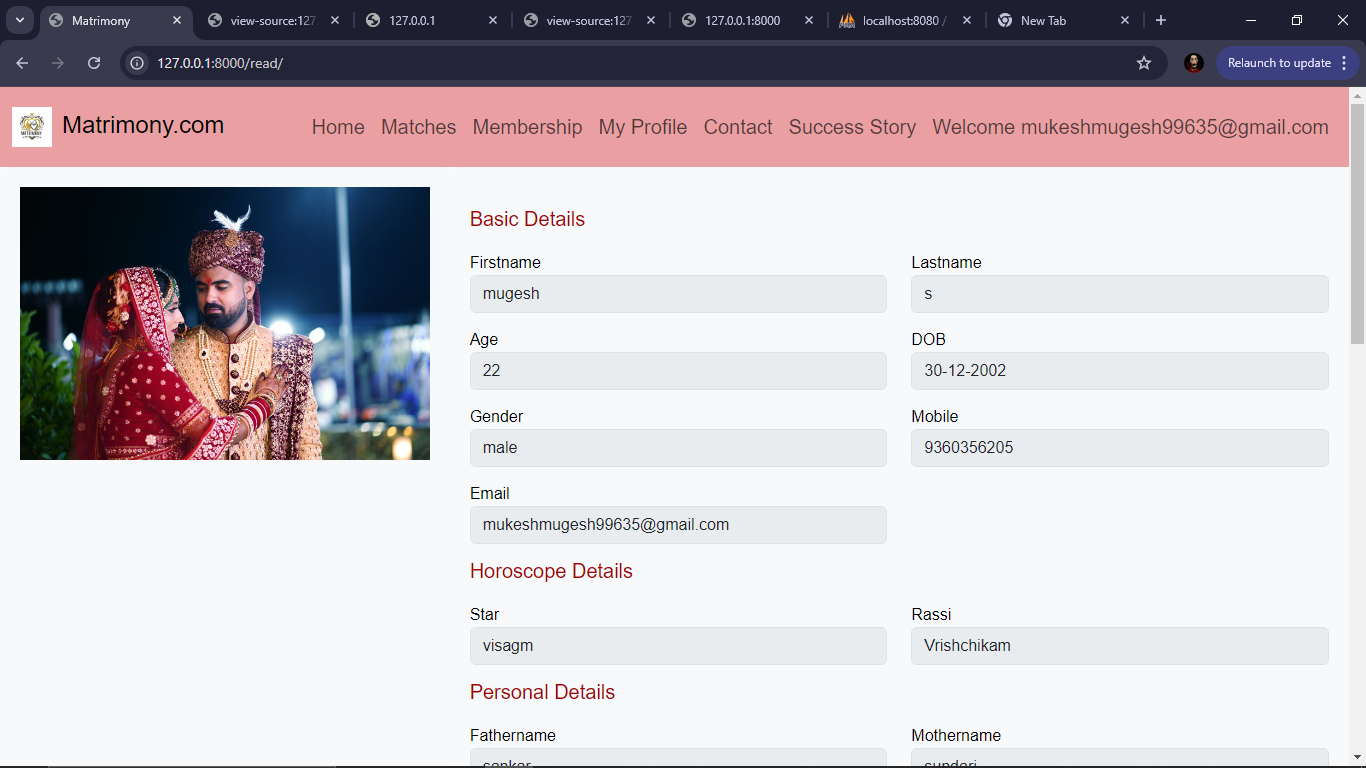 Matrimony
view-source:127
127.0.0.1
view-source:127
127.0.0.1:8000
localhost:8080 /
New Tab
127.0.0.1:8000/read/
Relaunch to update
MATRIMONY
Matrimony.com
Home Matches Membership My Profile Contact Success Story Welcome mukeshmugesh99635@gmail.com
Basic Details
Firstname Lastname
mugesh s
Age DOB
22 30-12-2002
Gender Mobile
male 9360356205
Email
mukeshmugesh99635@gmail.com
Horoscope Details
Star Rassi
visagm Vrishchikam
Personal Details
Fathername Mothername
sankar sundari